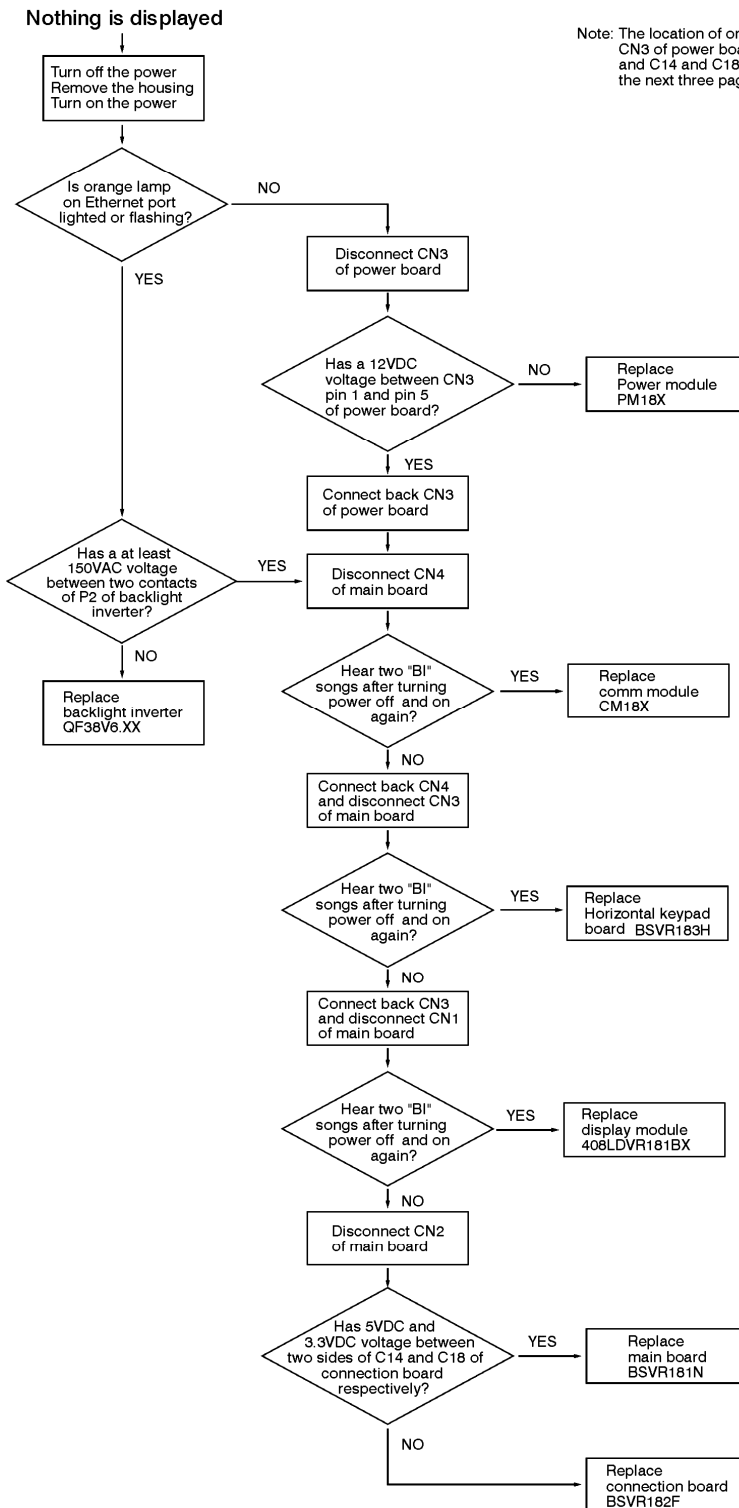 Nothing is displayed
Note: The location of
CN3 of power
and C14 and C18
the next three
Turn off the power
Remove the housing
Turn on the power
Is orange lamp
on Ethernet port
lighted or flashing?
NO
YES
Disconnect CN3
of power board
Has a 12VDC
voltage between CN3
pin 1 and pin 5
of power board?
NO
Replace
Power module
PM18X
YES
Connect back CN3
of power board
Has a at least
150VAC voltage
between two contacts
of P2 of backlight
inverter?
YES
Disconnect CN4
of main board
NO
Replace
backlight inverter
QF38V6.XX
Hear two "BI"
songs after turning
power off and on
again?
YES
Replace
comm module
CM18X
NO
Connect back CN4
and disconnect CN3
of main board
Hear two "BI"
songs after turning
power off and on
again?
YES
Replace
Horizontal keypad
board BSVR183H
NO
Connect back CN3
and disconnect CN1
of main board
Hear two "BI"
songs after turning
power off and on
again?
YES
Replace
display module
408LDVR181BX
NO
Disconnect CN2
of main board
Has 5VDC and
3.3VDC voltage between
two sides of C14 and C18 of
connection board
respectively?
YES
Replace
main board
BSVR181N
NO
Replace
connection board
BSVR182F